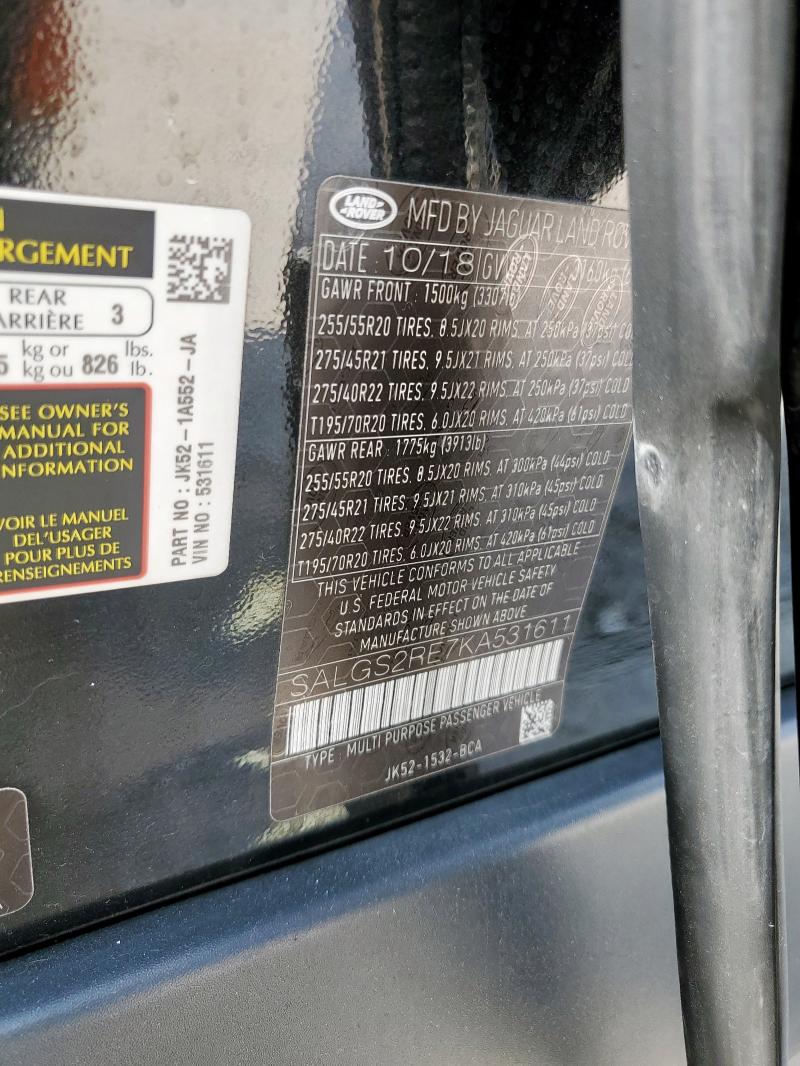 RGEMENT
REAR
ARRIÈRE 3
kg or lbs.
5 kg ou 826 lb.
SEE OWNER'S
MANUAL FOR
ADDITIONAL
INFORMATION
VOIR LE MANUEL
DEL'USAGER
POUR PLUS DE
RENSEIGNEMENTS
PART NO : JK52-1A552-JA
VIN NO : 531611
LAND ROVER
MFD BY JAGUAR LAND ROV
DATE : 10/18 GV
GAWR FRONT : 1500kg (3307lb)
255/55R20 TIRES, 8.5JX20 RIMS, AT 250kPa (37psi) COL
275/45R21 TIRES, 9.5JX21 RIMS, AT 250kPa (37psi) COL
275/40R22 TIRES, 9.5JX22 RIMS, AT 250kPa (37psi) COLD
T195/70R20 TIRES, 6.0JX20 RIMS, AT 420kPa (61psi) COLD
GAWR REAR : 1775kg (3913lb)
255/55R20 TIRES, 8.5JX20 RIMS, AT 300kPa (44psi) COLD
275/45R21 TIRES, 9.5JX21 RIMS, AT 310kPa (45psi) COLD
275/40R22 TIRES, 9.5JX22 RIMS, AT 310kPa (45psi) COLD
T195/70R20 TIRES, 6.0JX20 RIMS, AT 420kPa (61psi) COLD
THIS VEHICLE CONFORMS TO ALL APPLICABLE
U.S. FEDERAL MOTOR VEHICLE SAFETY
STANDARDS IN EFFECT ON THE DATE OF
MANUFACTURE SHOWN ABOVE
SALGS2RE7KA531611
TYPE : MULTI PURPOSE PASSENGER VEHICLE
JK52-1532-BCA